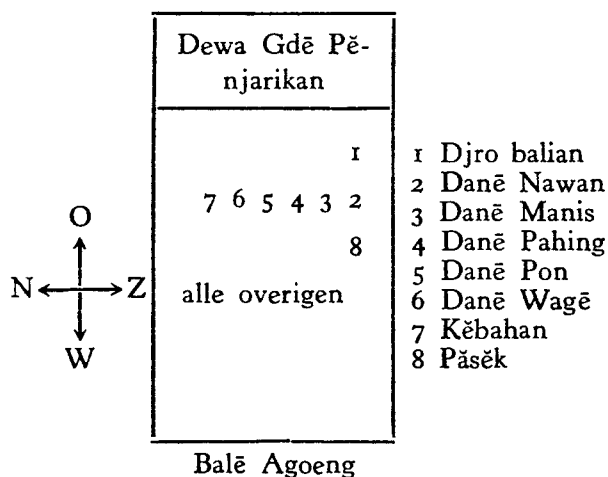 Dewa Gdē Pĕ-
njarikan
1
7 6 5 4 3 2
8
alle overigen
O
N Z
W
1 Djro balian
2 Danē Nawan
3 Danē Manis
4 Danē Pahing
5 Danē Pon
6 Danē Wagē
7 Kĕbahan
8 Păsĕk
Balē Agoeng